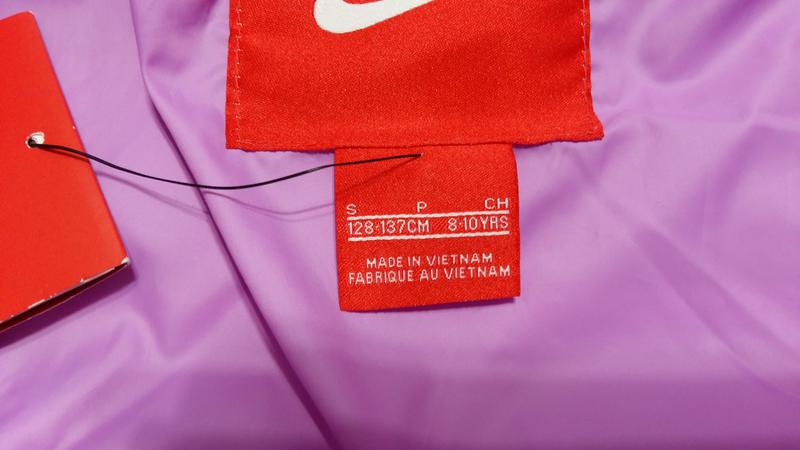 S P CH
128-137CM 8-10YRS
MADE IN VIETNAM
FABRIQUE AU VIETNAM